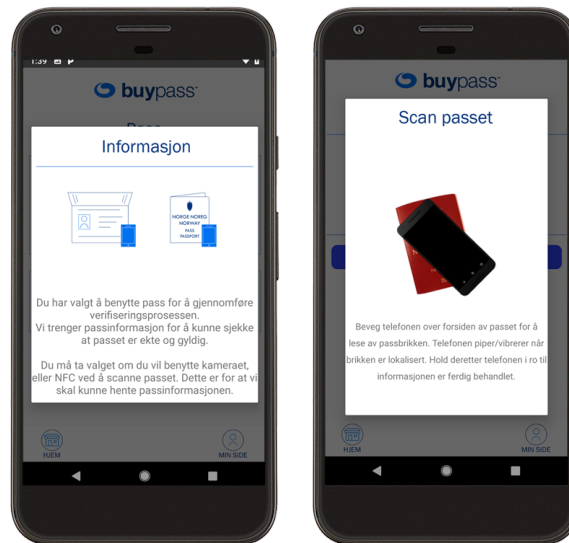 1:39
buypass
Informasjon
NORGE NOREG
NORWAY
PASS
PASSPORT
Du har valgt å benytte pass for å gjennomføre
verifiseringsprosessen.
Vi trenger passinformasjon for å kunne sjekke
at passet er ekte og gyldig.
Du må ta valget om du vil benytte kameraet,
eller NFC ved å scanne passet. Dette er for at vi
skal kunne hente passinformasjonen.
HJEM
MIN SIDE
buypass
Scan passet
Beveg telefonen over forsiden av passet for å
lese av passbrikken. Telefonen piper/vibrerer når
brikken er lokalisert. Hold deretter telefonen i ro til
informasjonen er ferdig behandlet.
HJEM
MIN SIDE